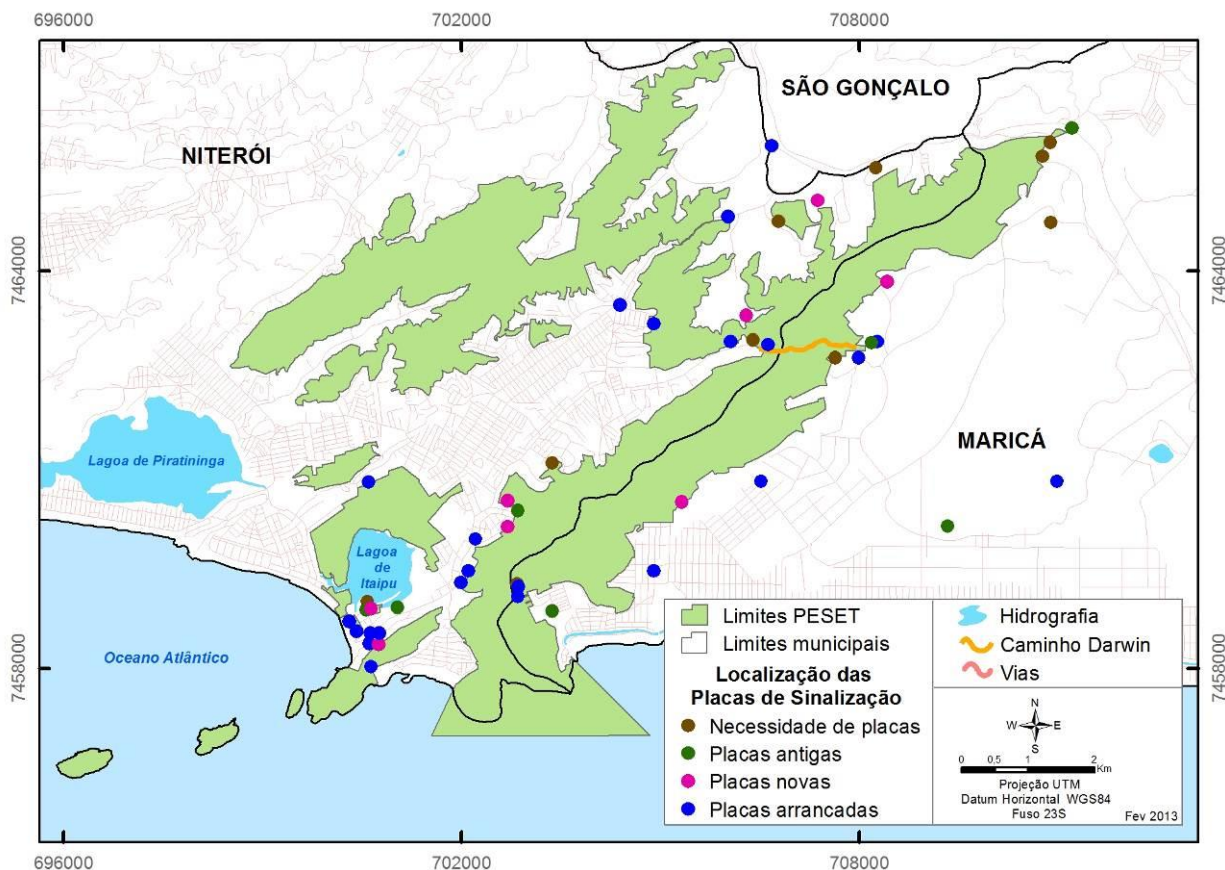 696000
702000
708000
SÃO GONÇALO
NITERÓI
7464000
7464000
MARICÁ
Lagoa de Piratininga
Lagoa
de
Itaipu
Oceano Atlântico
7458000
7458000
Limites PESET
Limites municipais
Localização das
Placas de Sinalização
Necessidade de placas
Placas antigas
Placas novas
Placas arrancadas
Hidrografia
Caminho Darwin
Vias
N
W
E
S
0 0,5 1 2
Km
Projeção UTM
Datum Horizontal WGS84
Fuso 23S
Fev 2013
696000
702000
708000